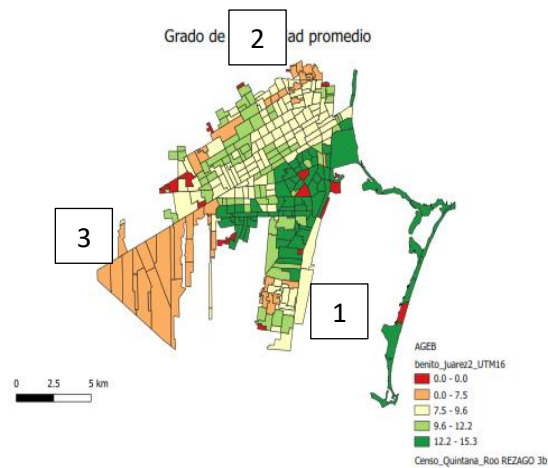 Grado de 2 ad promedio
3
1
0 2.5 5 km
AGEB
benito_juarez2_UTM16
0.0 - 0.0
0.0 - 7.5
7.5 - 9.6
9.6 - 12.2
12.2 - 15.3
Censo_Quintana_Roo REZAGO 3b